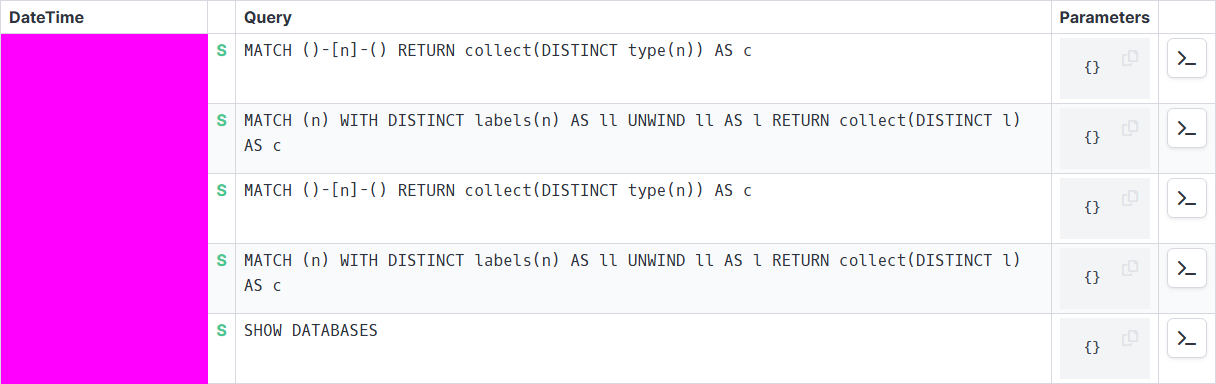 DateTime Query Parameters
S MATCH ()-[n]-() RETURN collect(DISTINCT type(n)) AS c {} >_
S MATCH (n) WITH DISTINCT labels(n) AS ll UNWIND ll AS l RETURN collect(DISTINCT l)
AS c {} >_
S MATCH ()-[n]-() RETURN collect(DISTINCT type(n)) AS c {} >_
S MATCH (n) WITH DISTINCT labels(n) AS ll UNWIND ll AS l RETURN collect(DISTINCT l)
AS c {} >_
S SHOW DATABASES {} >_